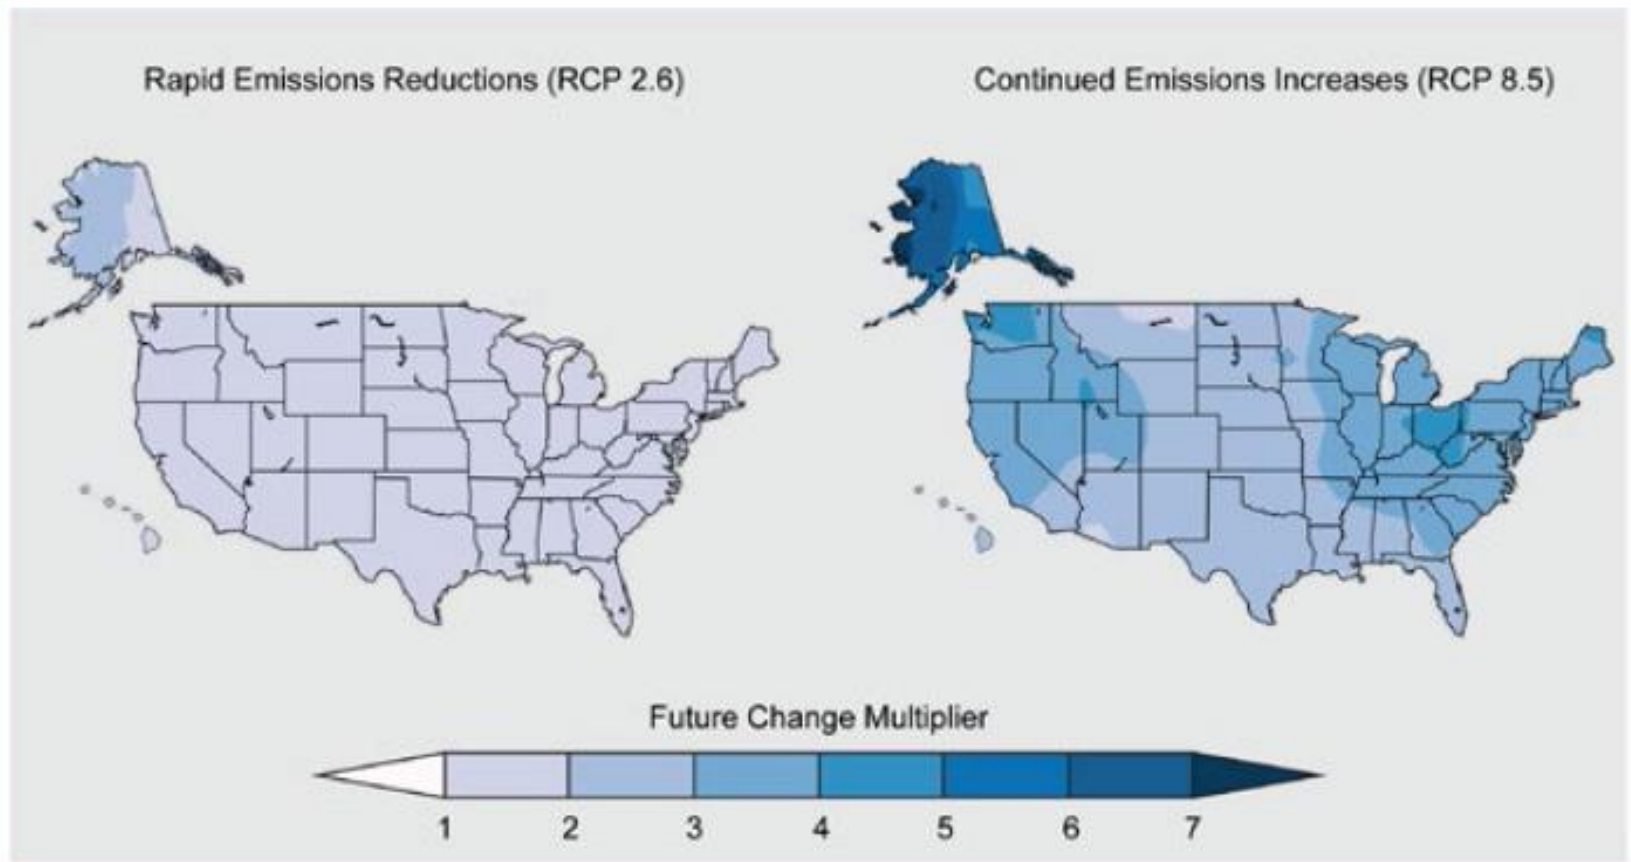 Rapid Emissions Reductions (RCP 2.6)
Continued Emissions Increases (RCP 8.5)
Future Change Multiplier
1 2 3 4 5 6 7